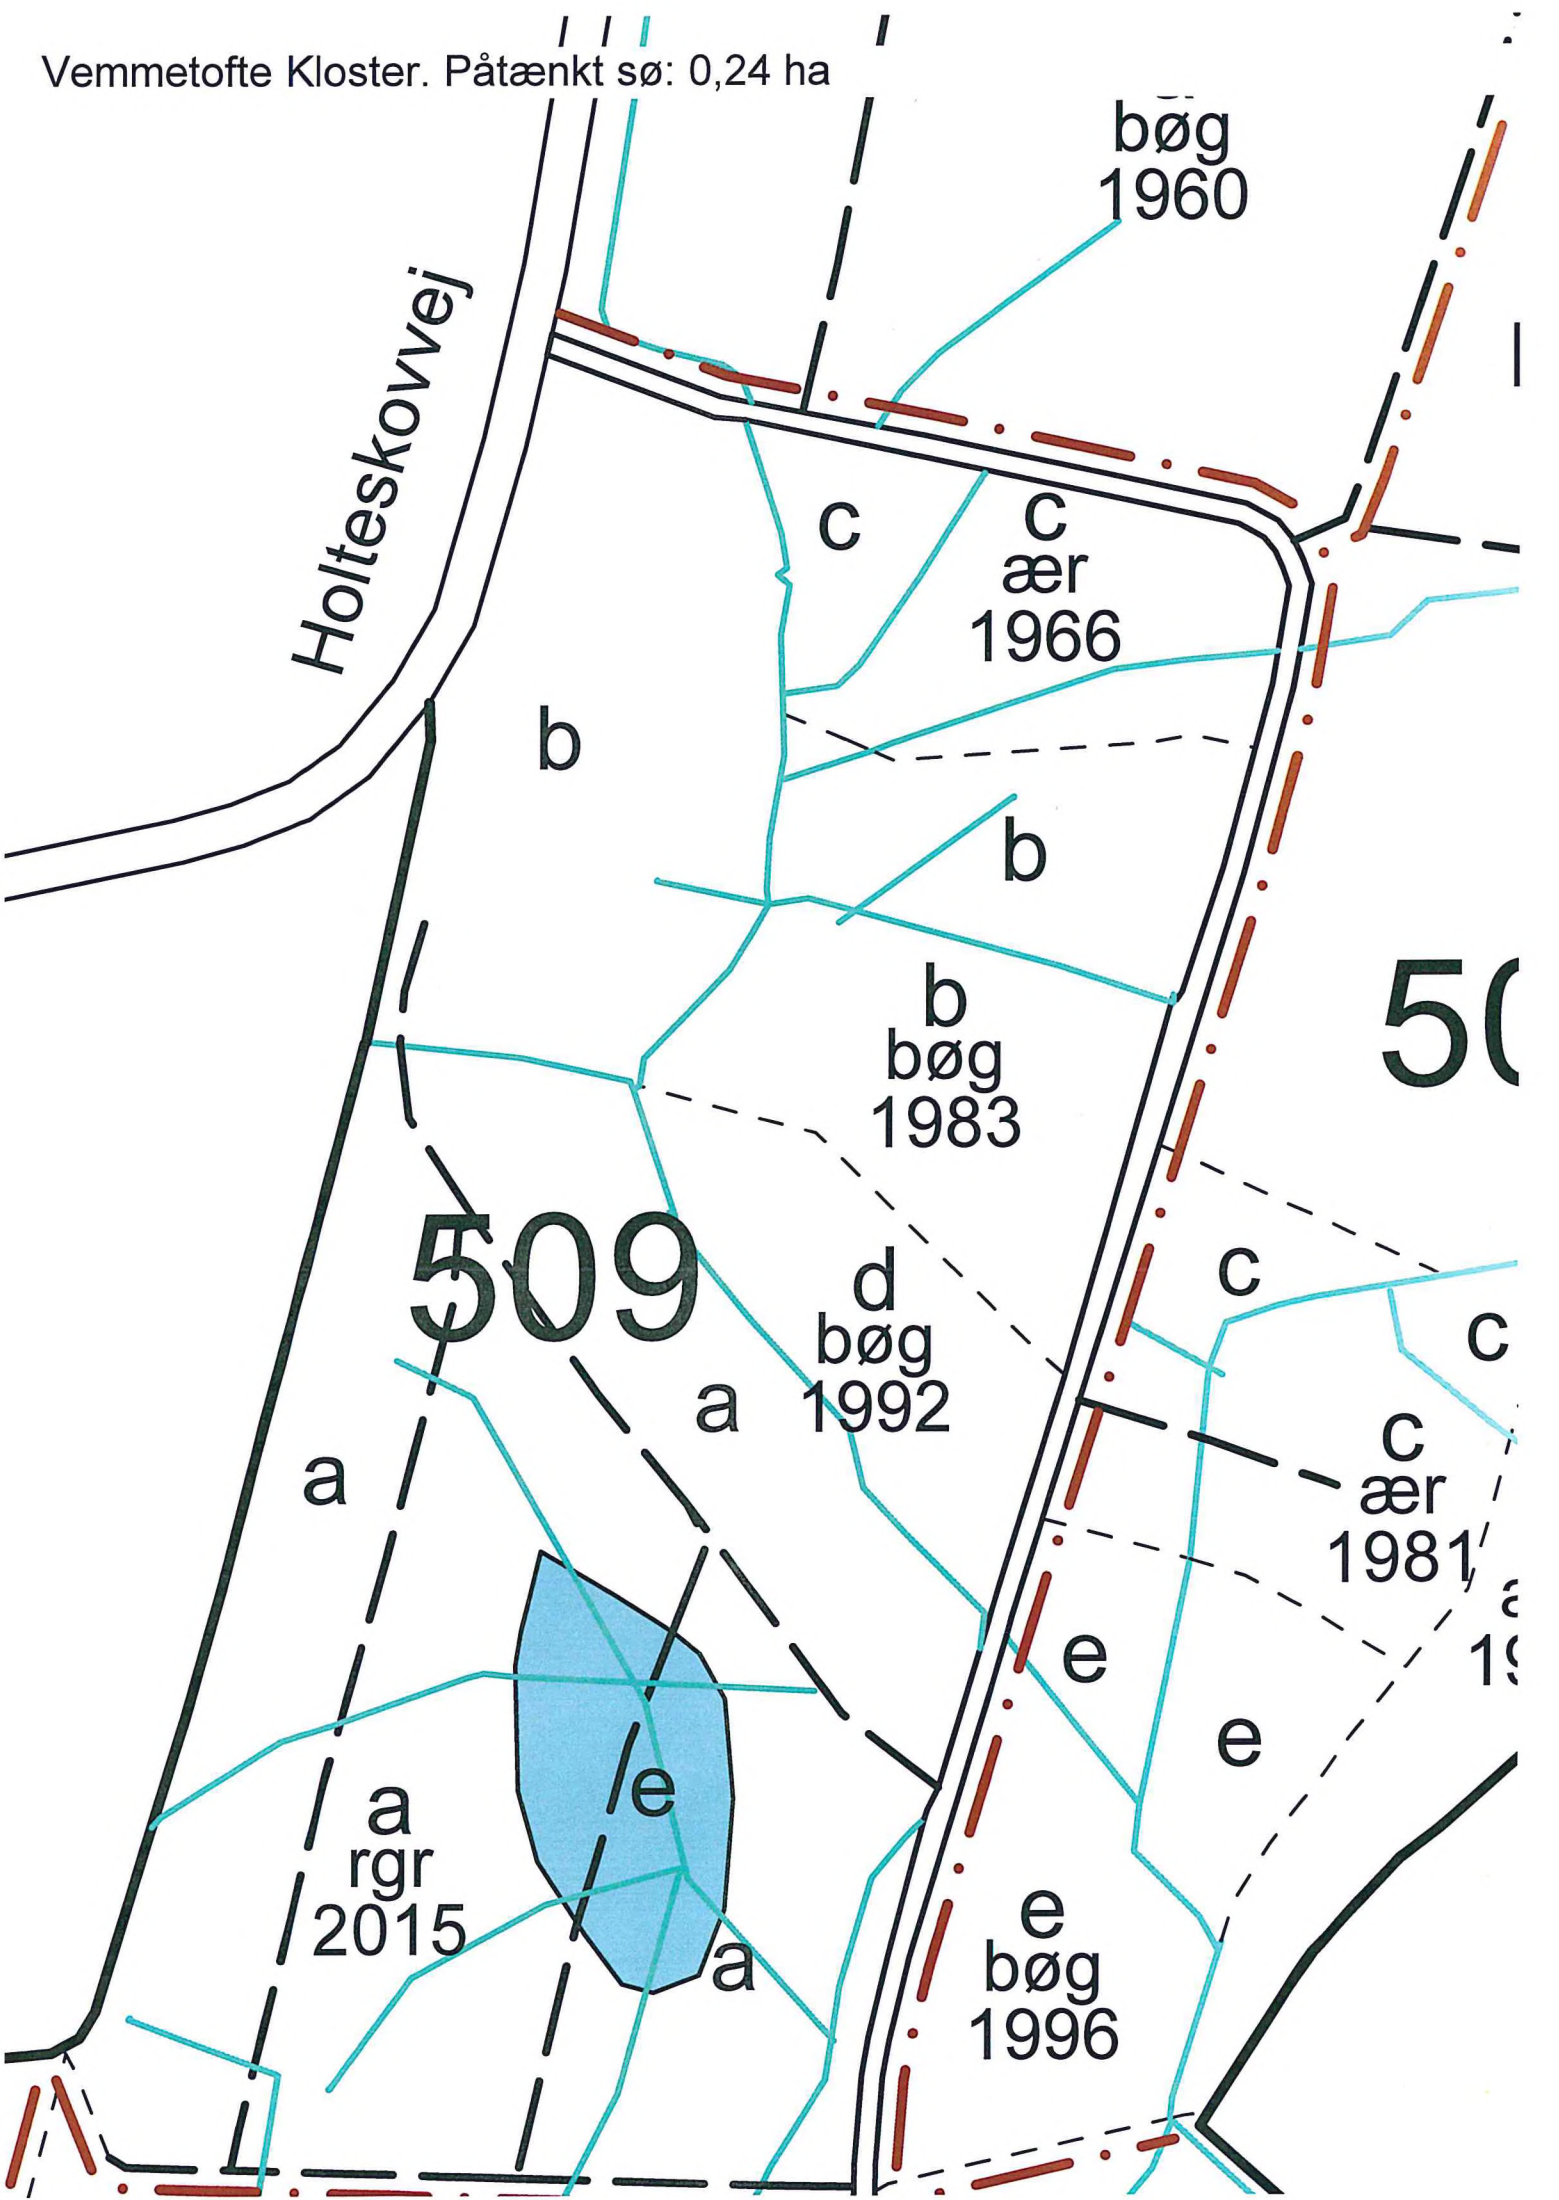 Vemmetofte Kloster. Påtænkt sø: 0,24 ha
bøg
1960
Holteskovvej
c
c
ær
1966
b
b
b
bøg
1983
509
d
bøg
1992
c
c
a
a
c
ær
1981
e
e
e
a
rgr
2015
a
e
bøg
1996